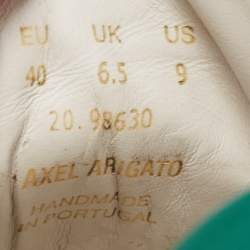 EU UK US
40 6.5 9
20.98630
AXEL ARIGATO
HANDMADE
IN PORTUGAL